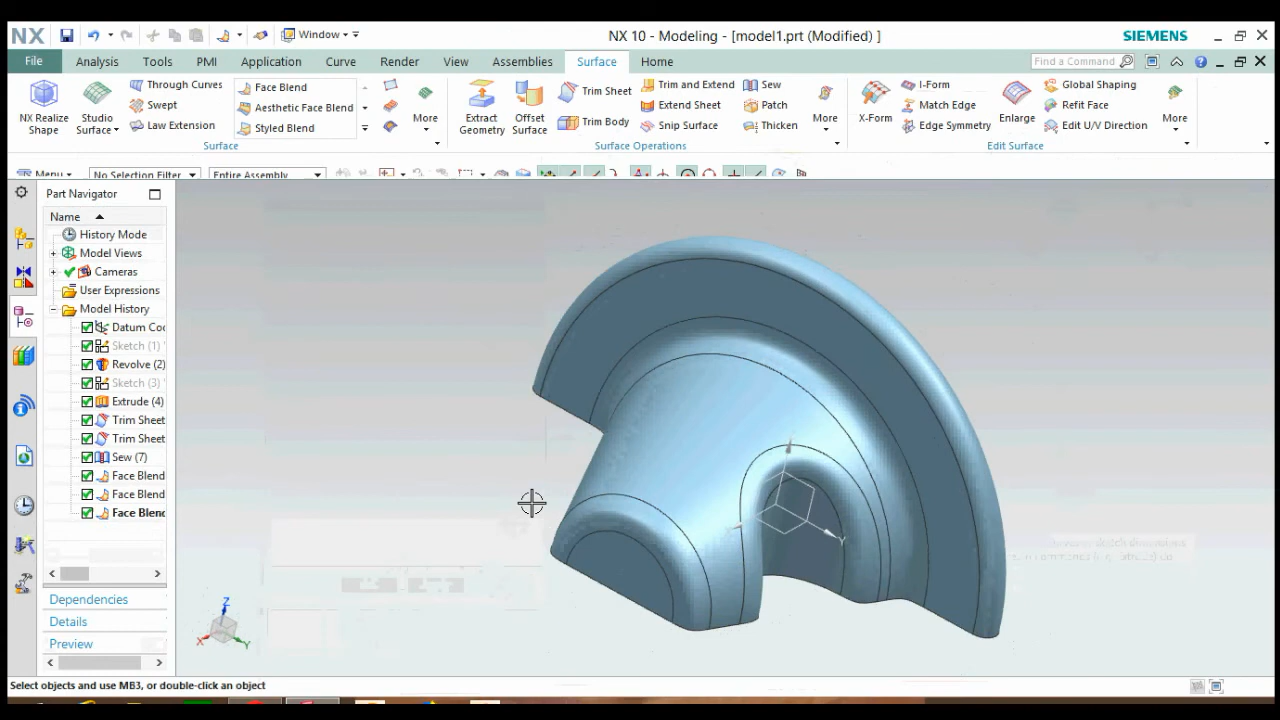 NX Window NX 10 - Modeling - [model1.prt (Modified) ] SIEMENS
File Analysis Tools PMI Application Curve Render View Assemblies Surface Home Find a Command
NX Realize Shape
Studio Surface
Through Curves
Swept
Law Extension
Face Blend
Aesthetic Face Blend
Styled Blend
More
Surface
Extract Geometry
Offset Surface
Trim Sheet
Trim Body
Trim and Extend
Extend Sheet
Snip Surface
Sew
Patch
Thicken
More
Surface Operations
X-Form
I-Form
Match Edge
Edge Symmetry
Enlarge
Global Shaping
Refit Face
Edit U/V Direction
More
Edit Surface
Menu No Selection Filter Entire Assembly
Part Navigator
Name
History Mode
Model Views
Cameras
User Expressions
Model History
Datum Coo
Sketch (1)
Revolve (2)
Sketch (3)
Extrude (4)
Trim Sheet
Trim Sheet
Sew (7)
Face Blend
Face Blend
Face Blen
Dependencies
Details
Preview
Z
X
Y
Y
Select objects and use MB3, or double-click an object